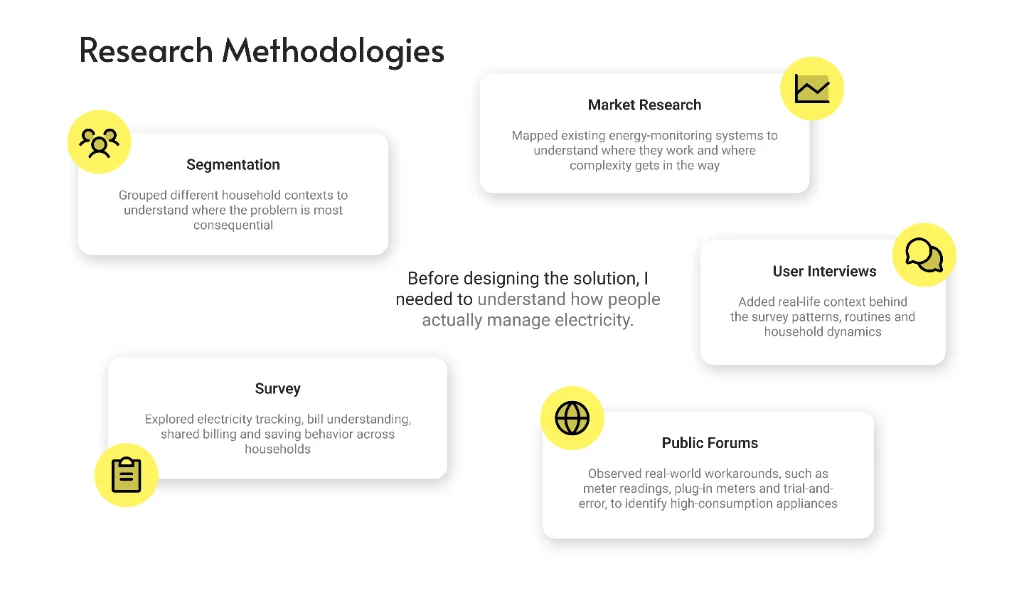 Research Methodologies
Market Research
Mapped existing energy-monitoring systems to
understand where they work and where
complexity gets in the way
Segmentation
Grouped different household contexts to
understand where the problem is most
consequential
Before designing the solution, I
needed to understand how people
actually manage electricity.
User Interviews
Added real-life context behind
the survey patterns, routines and
household dynamics
Survey
Explored electricity tracking, bill understanding,
shared billing and saving behavior across
households
Public Forums
Observed real-world workarounds, such as
meter readings, plug-in meters and trial-and-
error, to identify high-consumption appliances